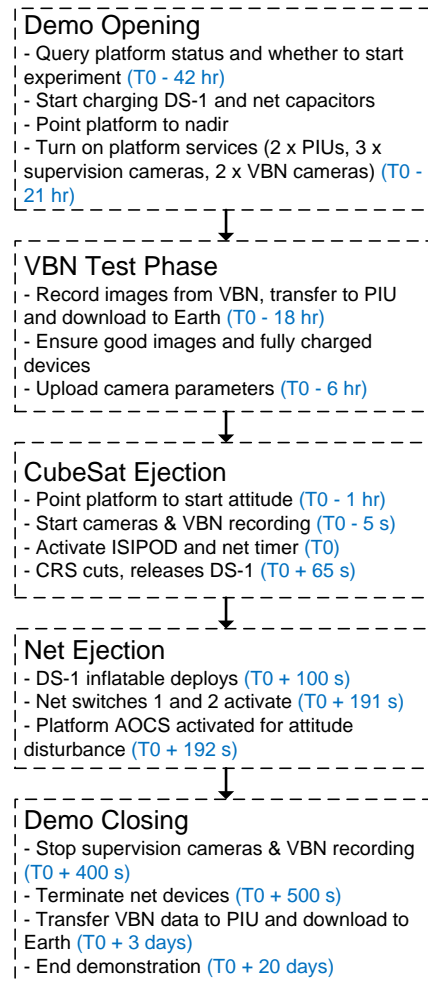 Demo Opening
- Query platform status and whether to start
experiment (T0 - 42 hr)
- Start charging DS-1 and net capacitors
- Point platform to nadir
- Turn on platform services (2 x PIUs, 3 x
supervision cameras, 2 x VBN cameras) (T0 -
21 hr)
VBN Test Phase
- Record images from VBN, transfer to PIU
and download to Earth (T0 - 18 hr)
- Ensure good images and fully charged
devices
- Upload camera parameters (T0 - 6 hr)
CubeSat Ejection
- Point platform to start attitude (T0 - 1 hr)
- Start cameras & VBN recording (T0 - 5 s)
- Activate ISIPOD and net timer (T0)
- CRS cuts, releases DS-1 (T0 + 65 s)
Net Ejection
- DS-1 inflatable deploys (T0 + 100 s)
- Net switches 1 and 2 activate (T0 + 191 s)
- Platform AOCS activated for attitude
disturbance (T0 + 192 s)
Demo Closing
- Stop supervision cameras & VBN recording
(T0 + 400 s)
- Terminate net devices (T0 + 500 s)
- Transfer VBN data to PIU and download to
Earth (T0 + 3 days)
- End demonstration (T0 + 20 days)